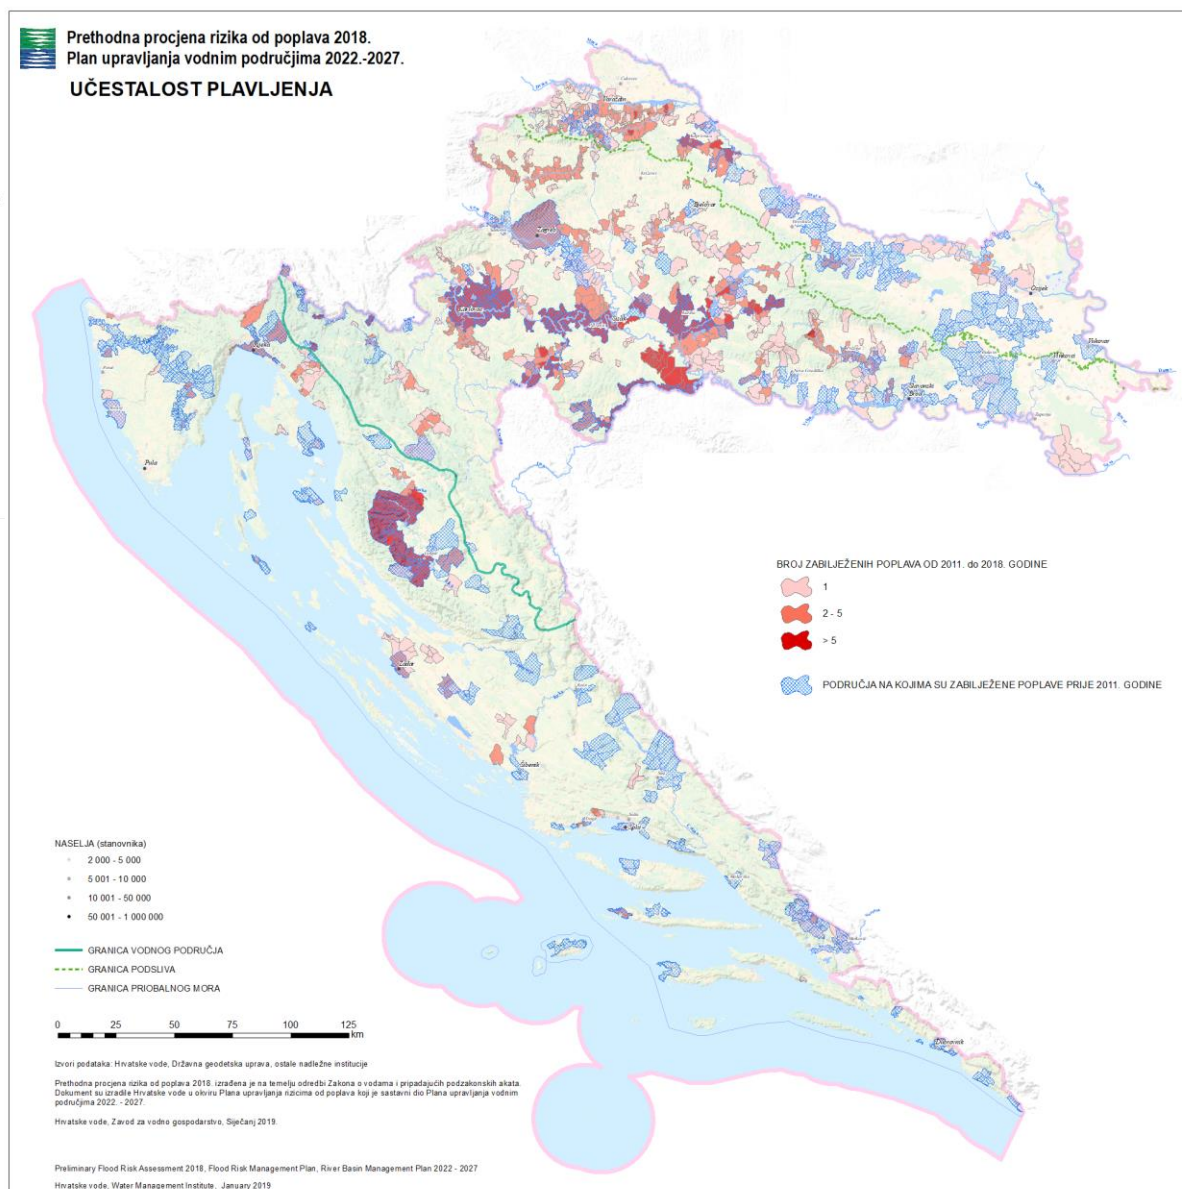 Prethodna procjena rizika od poplava 2018.
Plan upravljanja vodnim područjima 2022.-2027.
UČESTALOST PLAVLJENJA
Varaždin
Bjelovar
Zagreb
Osijek
Vukovar
Vinkovci
Slavonski
Brod
Sisak
Rijeka
Pula
Zadar
Šibenik
Split
Dubrovnik
BROJ ZABILJEŽENIH POPLAVA OD 2011. do 2018. GODINE
1
2 - 5
> 5
PODRUČJA NA KOJIMA SU ZABILJEŽENE POPLAVE PRIJE 2011. GODINE
NASELJA (stanovnika)
2 000 - 5 000
5 001 - 10 000
10 001 - 50 000
50 001 - 1 000 000
GRANICA VODNOG PODRUČJA
GRANICA PODSLIVA
GRANICA PRIOBALNOG MORA
0 25 50 75 100 125
km
Izvori podataka: Hrvatske vode, Državna geodetska uprava, ostale nadležne institucije
Prethodna procjena rizika od poplava 2018. izrađena je na temelju odredbi Zakona o vodama i pripadajućih podzakonskih akata.
Dokument su izradile Hrvatske vode u okviru Plana upravljanja rizicima od poplava koji je sastavni dio Plana upravljanja vodnim
područjima 2022. - 2027.
Hrvatske vode, Zavod za vodno gospodarstvo, Siječanj 2019.
Preliminary Flood Risk Assessment 2018, Flood Risk Management Plan, River Basin Management Plan 2022 - 2027
Hrvatske vode, Water Management Institute, January 2019